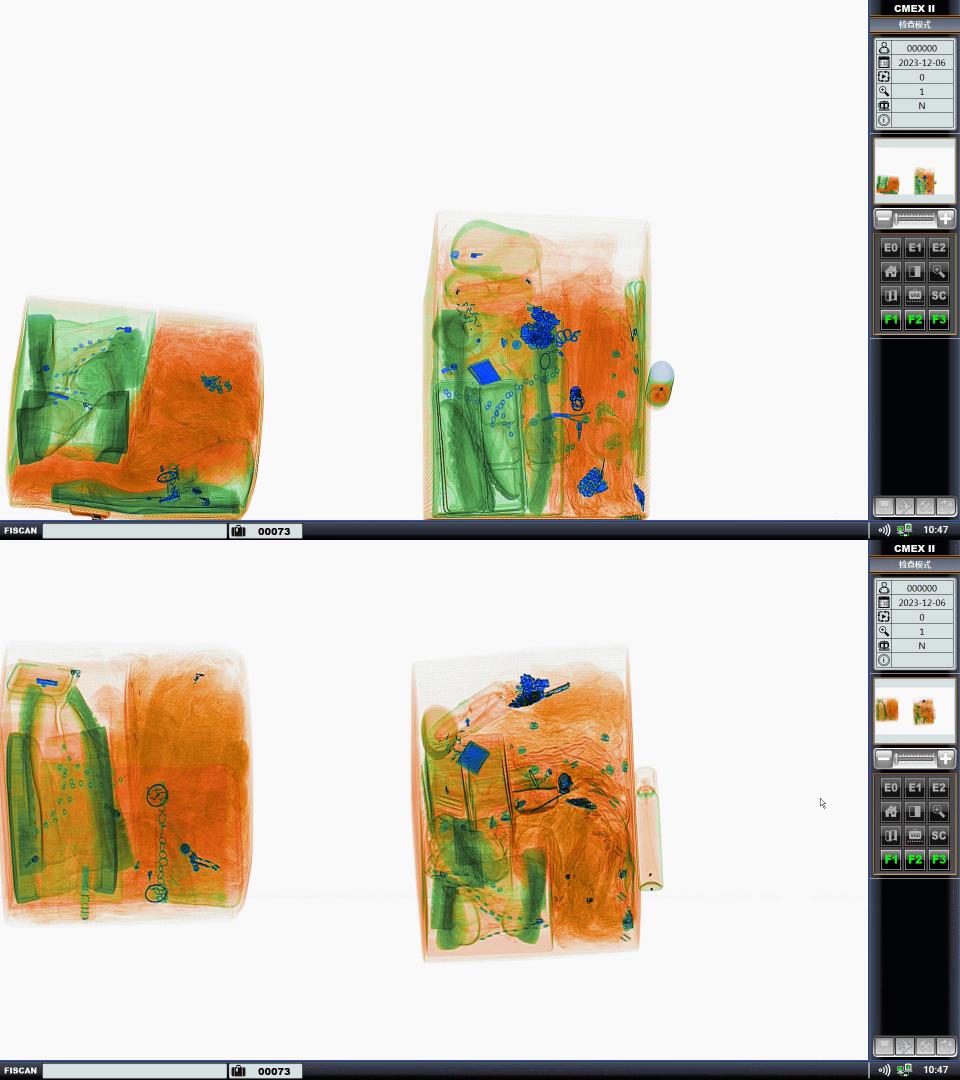 CMEX II
检查模式
000000
2023-12-06
0
1
N
E0 E1 E2
VAR SC
F1 F2 F3
FISCAN 00073 10:47
CMEX II
检查模式
000000
2023-12-06
0
1
N
E0 E1 E2
VAR SC
F1 F2 F3
FISCAN 00073 10:47